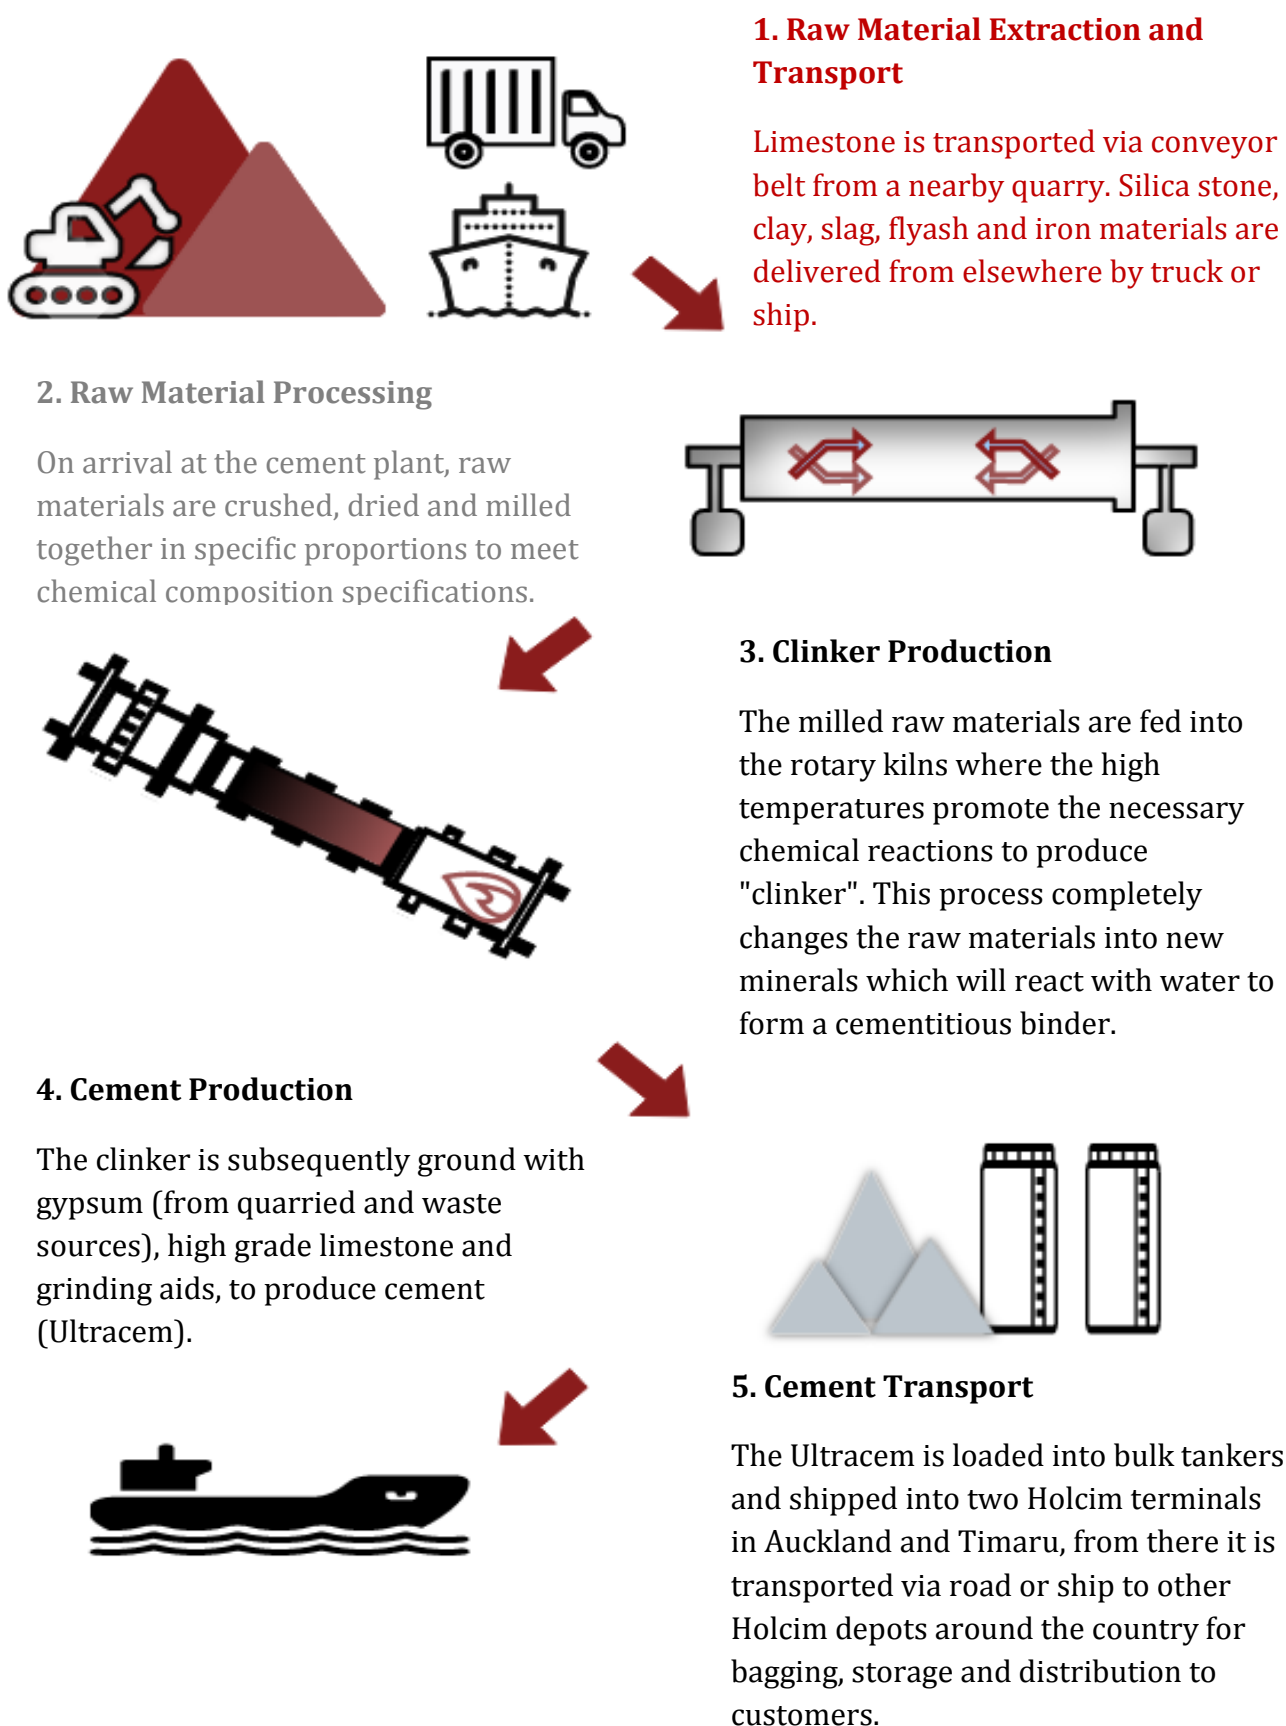 1. Raw Material Extraction and
Transport
Limestone is transported via conveyor
belt from a nearby quarry. Silica stone,
clay, slag, flyash and iron materials are
delivered from elsewhere by truck or
ship.
2. Raw Material Processing
On arrival at the cement plant, raw
materials are crushed, dried and milled
together in specific proportions to meet
chemical composition specifications.
3. Clinker Production
The milled raw materials are fed into
the rotary kilns where the high
temperatures promote the necessary
chemical reactions to produce
"clinker". This process completely
changes the raw materials into new
minerals which will react with water to
form a cementitious binder.
4. Cement Production
The clinker is subsequently ground with
gypsum (from quarried and waste
sources), high grade limestone and
grinding aids, to produce cement
(Ultracem).
5. Cement Transport
The Ultracem is loaded into bulk tankers
and shipped into two Holcim terminals
in Auckland and Timaru, from there it is
transported via road or ship to other
Holcim depots around the country for
bagging, storage and distribution to
customers.